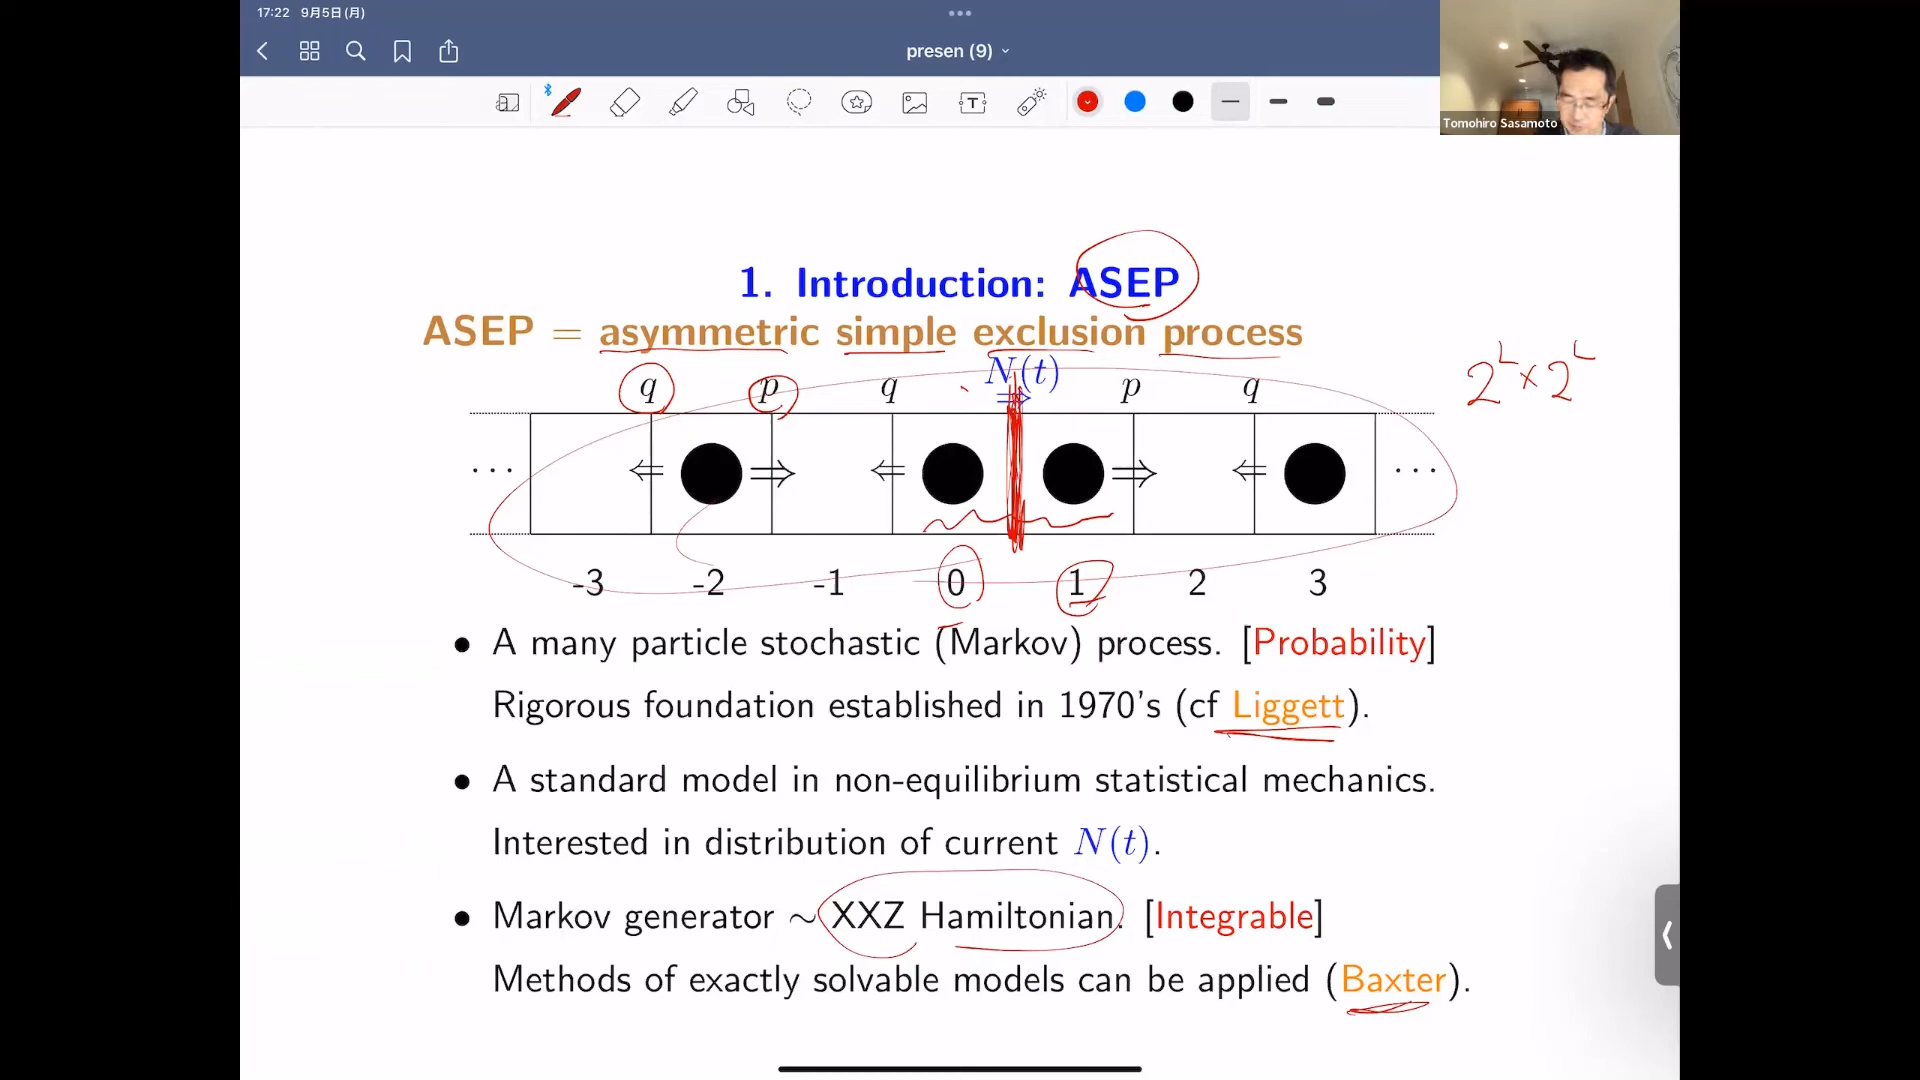 17:22 9月5日(月)
presen (9)
Tomohiro Sasamoto
1. Introduction: ASEP
ASEP = asymmetric simple exclusion process
N(t)
q p q ⇒ p q
2^L × 2^L
··· ⇐ ⇒ ⇐ ⇒ ⇐ ···
-3 -2 -1 0 1 2 3
• A many particle stochastic (Markov) process. [Probability]
Rigorous foundation established in 1970's (cf Liggett).
• A standard model in non-equilibrium statistical mechanics.
Interested in distribution of current N(t).
• Markov generator ~ XXZ Hamiltonian. [Integrable]
Methods of exactly solvable models can be applied (Baxter).